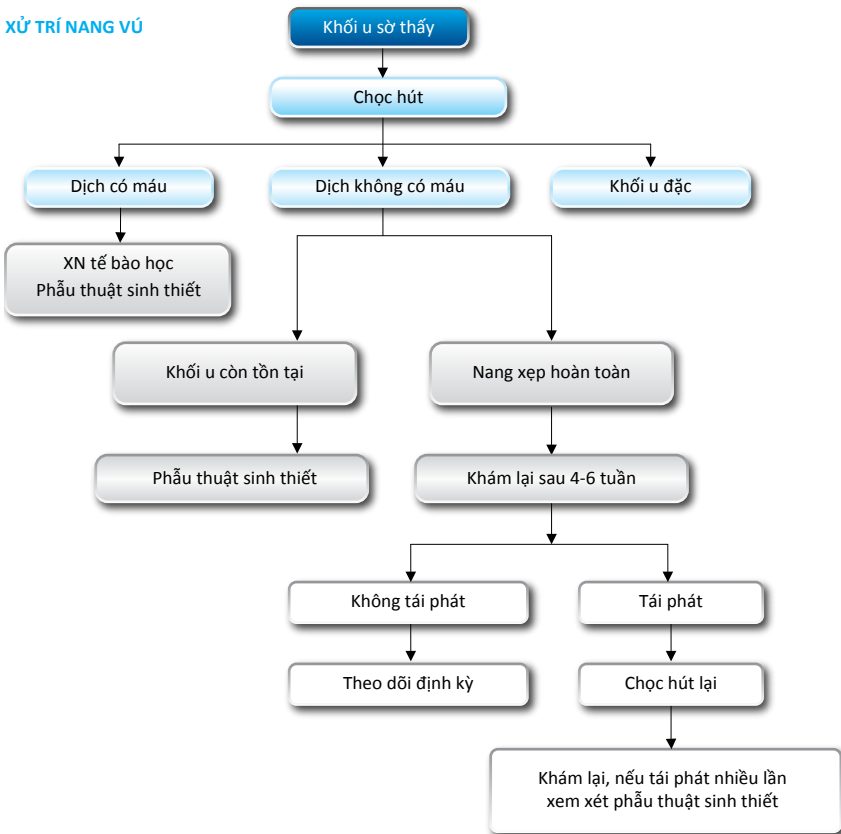 XỬ TRÍ NANG VÚ
Khối u sờ thấy
Chọc hút
Dịch có máu
Dịch không có máu
Khối u đặc
XN tế bào học
Phẫu thuật sinh thiết
Khối u còn tồn tại
Nang xẹp hoàn toàn
Phẫu thuật sinh thiết
Khám lại sau 4-6 tuần
Không tái phát
Tái phát
Theo dõi định kỳ
Chọc hút lại
Khám lại, nếu tái phát nhiều lần
xem xét phẫu thuật sinh thiết